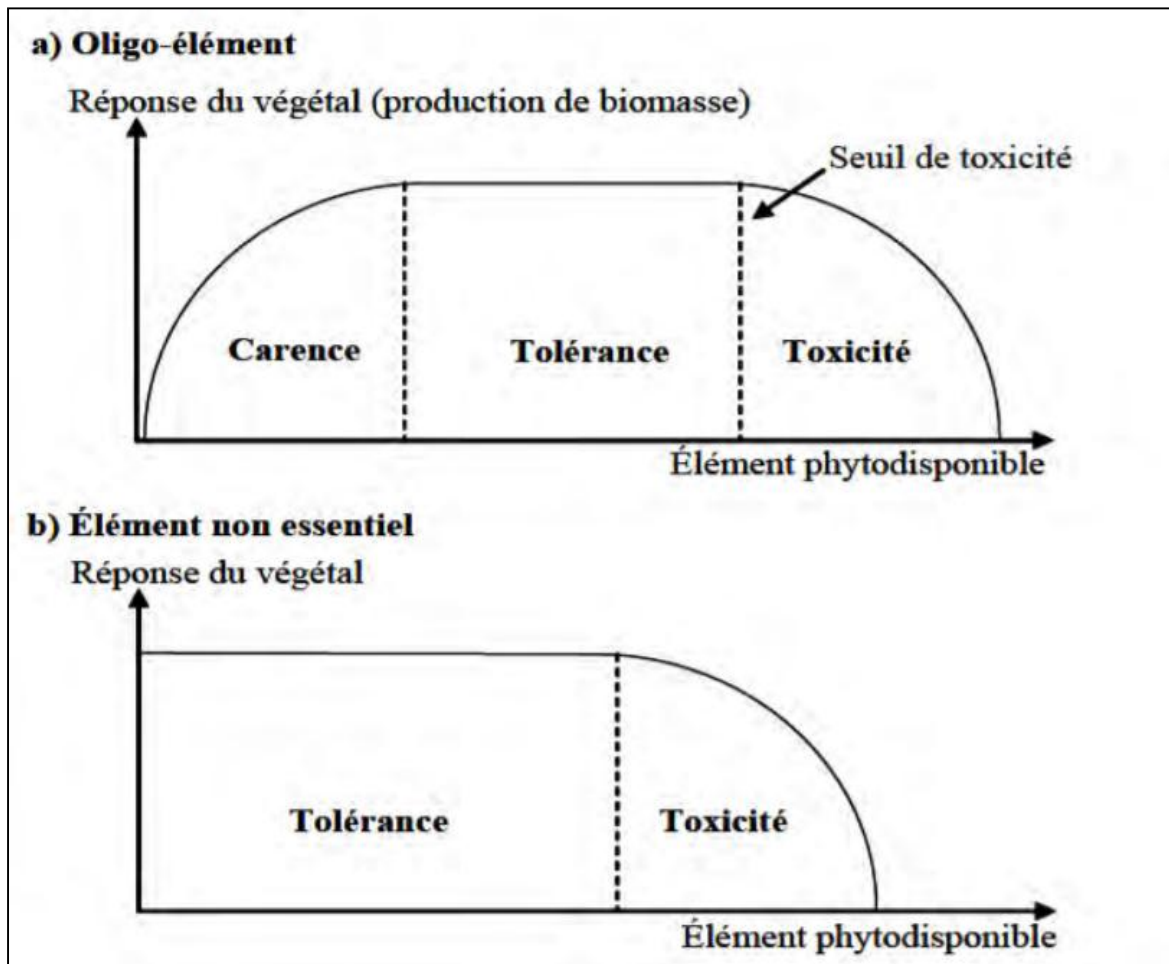 a) Oligo-élément
Réponse du végétal (production de biomasse)
Seuil de toxicité
Carence
Tolérance
Toxicité
Élément phytodisponible
b) Élément non essentiel
Réponse du végétal
Tolérance
Toxicité
Élément phytodisponible